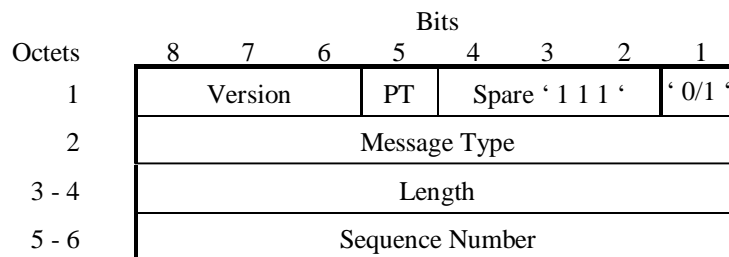 Bits
Octets 8 7 6 5 4 3 2 1
1 Version PT Spare ‘ 1 1 1 ‘ ‘ 0/1 ‘
2 Message Type
3 - 4 Length
5 - 6 Sequence Number